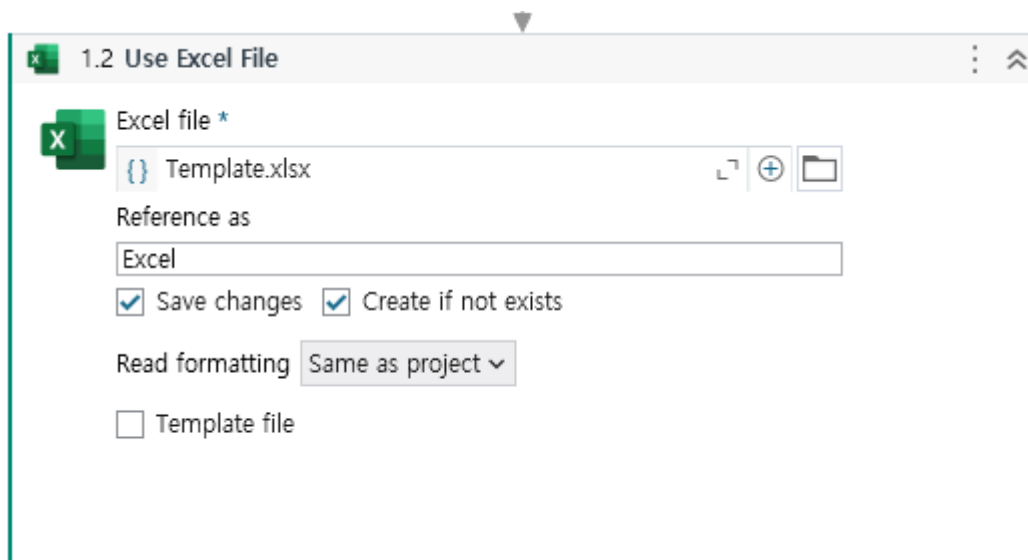 1.2 Use Excel File
Excel file *
{} Template.xlsx
Reference as
Excel
Save changes Create if not exists
Read formatting Same as project
Template file